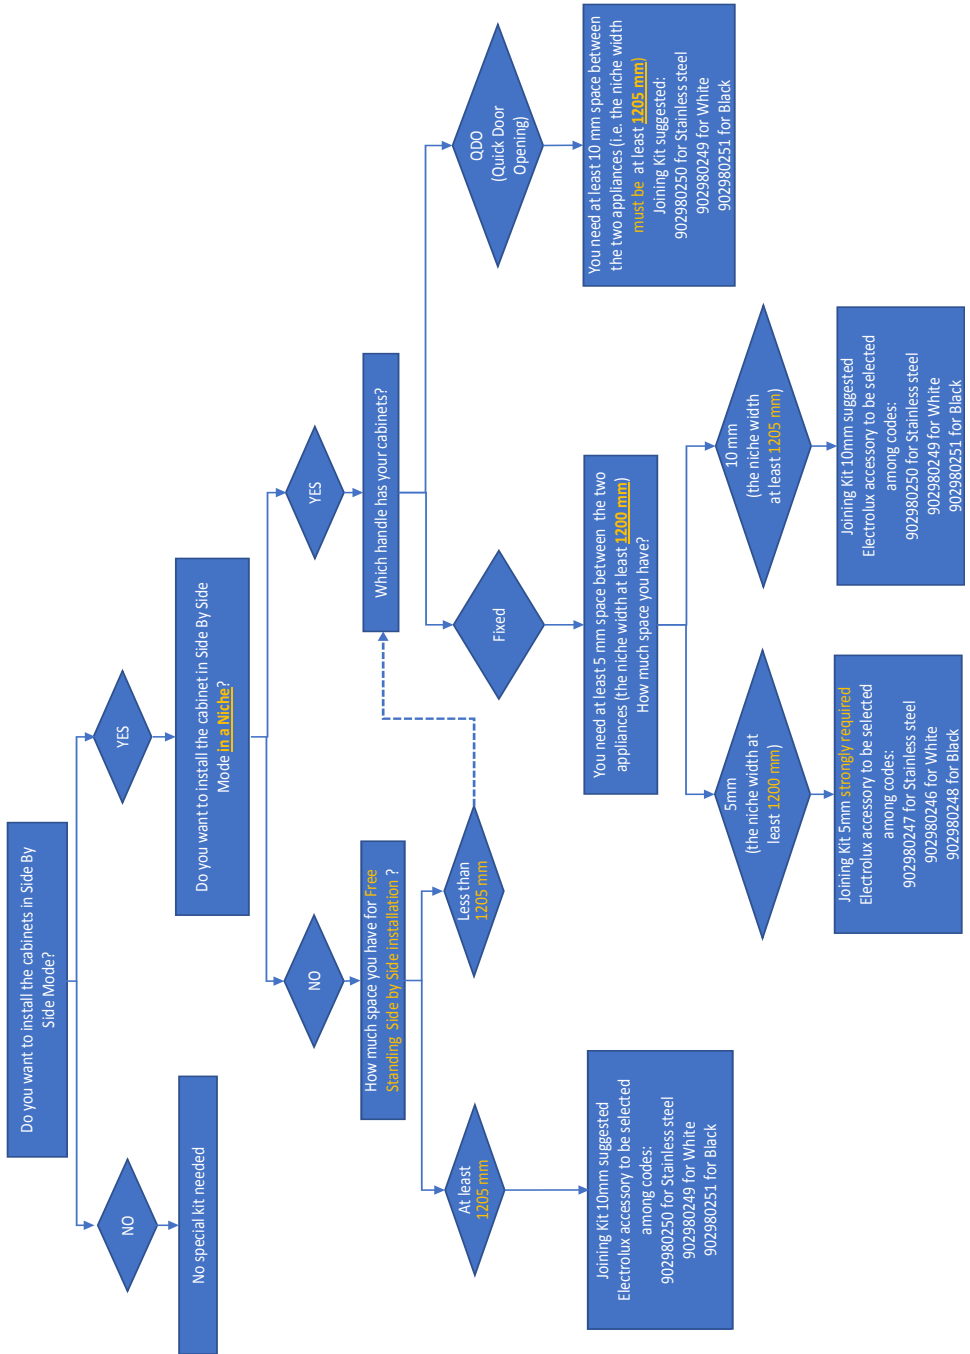 Do you want to install the cabinets in Side By
Side Mode?
NO
YES
No special kit needed
Do you want to install the cabinet in Side By Side
Mode in a Niche?
NO
YES
How much space you have for Free
Standing Side by Side installation ?
Which handle has your cabinets?
At least
1205 mm
Less than
1205 mm
Fixed
QDO
(Quick Door
Opening)
Joining Kit 10mm suggested
Electrolux accessory to be selected
among codes:
902980250 for Stainless steel
902980249 for White
902980251 for Black
You need at least 5 mm space between the two
appliances (the niche width at least 1200 mm)
How much space you have?
You need at least 10 mm space between
the two appliances (i.e. the niche width
must be at least 1205 mm)
Joining Kit suggested:
902980250 for Stainless steel
902980249 for White
902980251 for Black
5mm
(the niche width at
least 1200 mm)
10 mm
(the niche width
at least 1205 mm)
Joining Kit 5mm strongly required
Electrolux accessory to be selected
among codes:
902980247 for Stainless steel
902980246 for White
902980248 for Black
Joining Kit 10mm suggested
Electrolux accessory to be selected
among codes:
902980250 for Stainless steel
902980249 for White
902980251 for Black